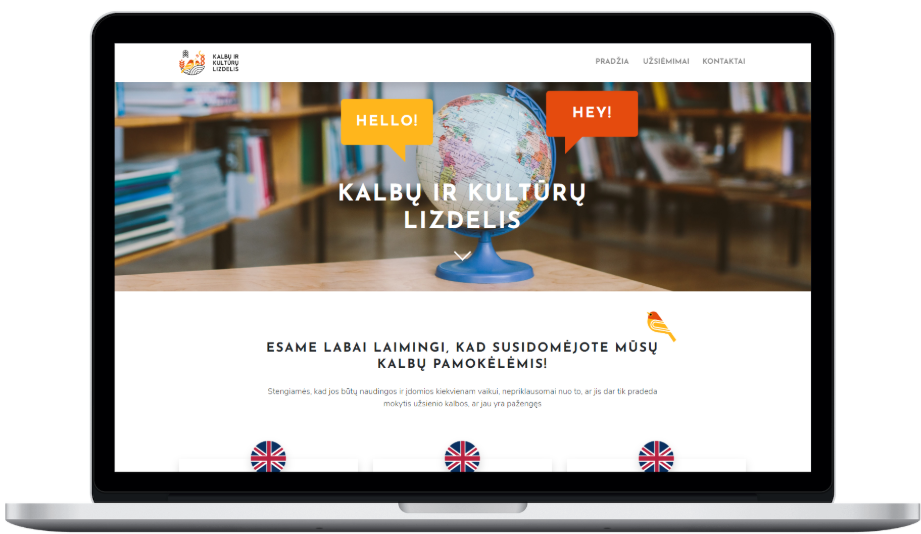 KALBŲ IR
KULTŪRŲ
LIZDELIS
PRADŽIA UŽSIĖMIMAI KONTAKTAI
HELLO!
HEY!
KALBŲ IR KULTŪRŲ
LIZDELIS
ESAME LABAI LAIMINGI, KAD SUSIDOMĖJOTE MŪSŲ
KALBŲ PAMOKĖLĖMIS!
Stengiamės, kad jos būtų naudingos ir įdomios kiekvienam vaikui, nepriklausomai nuo to, ar jis dar tik pradeda
mokytis užsienio kalbos, ar jau yra pažengęs